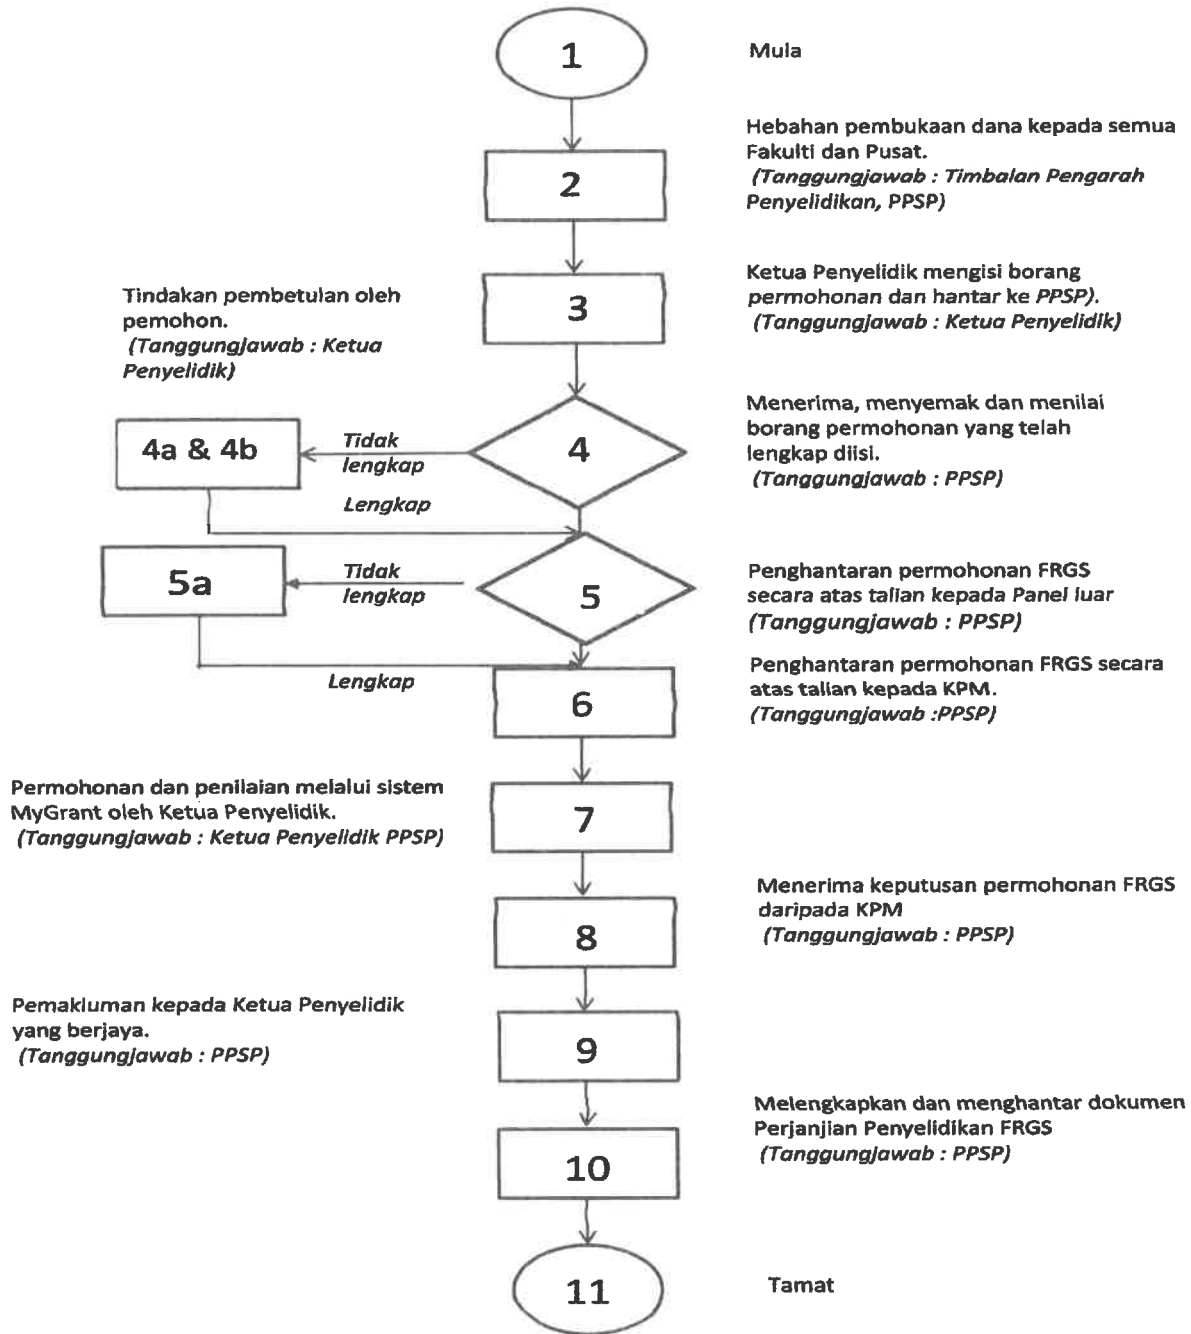 1
Mula
Hebahan pembukaan dana kepada semua
Fakulti dan Pusat.
(Tanggungjawab : Timbalan Pengarah
Penyelidikan, PPSP)
2
Ketua Penyelidik mengisi borang
permohonan dan hantar ke PPSP).
(Tanggungjawab : Ketua Penyelidik)
3
Tindakan pembetulan oleh
pemohon.
(Tanggungjawab : Ketua
Penyelidik)
Menerima, menyemak dan menilai
borang permohonan yang telah
lengkap diisi.
(Tanggungjawab : PPSP)
4
Tidak
lengkap
4a & 4b
Lengkap
5
Tidak
lengkap
5a
Penghantaran permohonan FRGS
secara atas talian kepada Panel luar
(Tanggungjawab : PPSP)
Lengkap
Penghantaran permohonan FRGS secara
atas talian kepada KPM.
(Tanggungjawab :PPSP)
6
Permohonan dan penilaian melalui sistem
MyGrant oleh Ketua Penyelidik.
(Tanggungjawab : Ketua Penyelidik PPSP)
7
Menerima keputusan permohonan FRGS
daripada KPM
(Tanggungjawab : PPSP)
8
Pemakluman kepada Ketua Penyelidik
yang berjaya.
(Tanggungjawab : PPSP)
9
Melengkapkan dan menghantar dokumen
Perjanjian Penyelidikan FRGS
(Tanggungjawab : PPSP)
10
11
Tamat